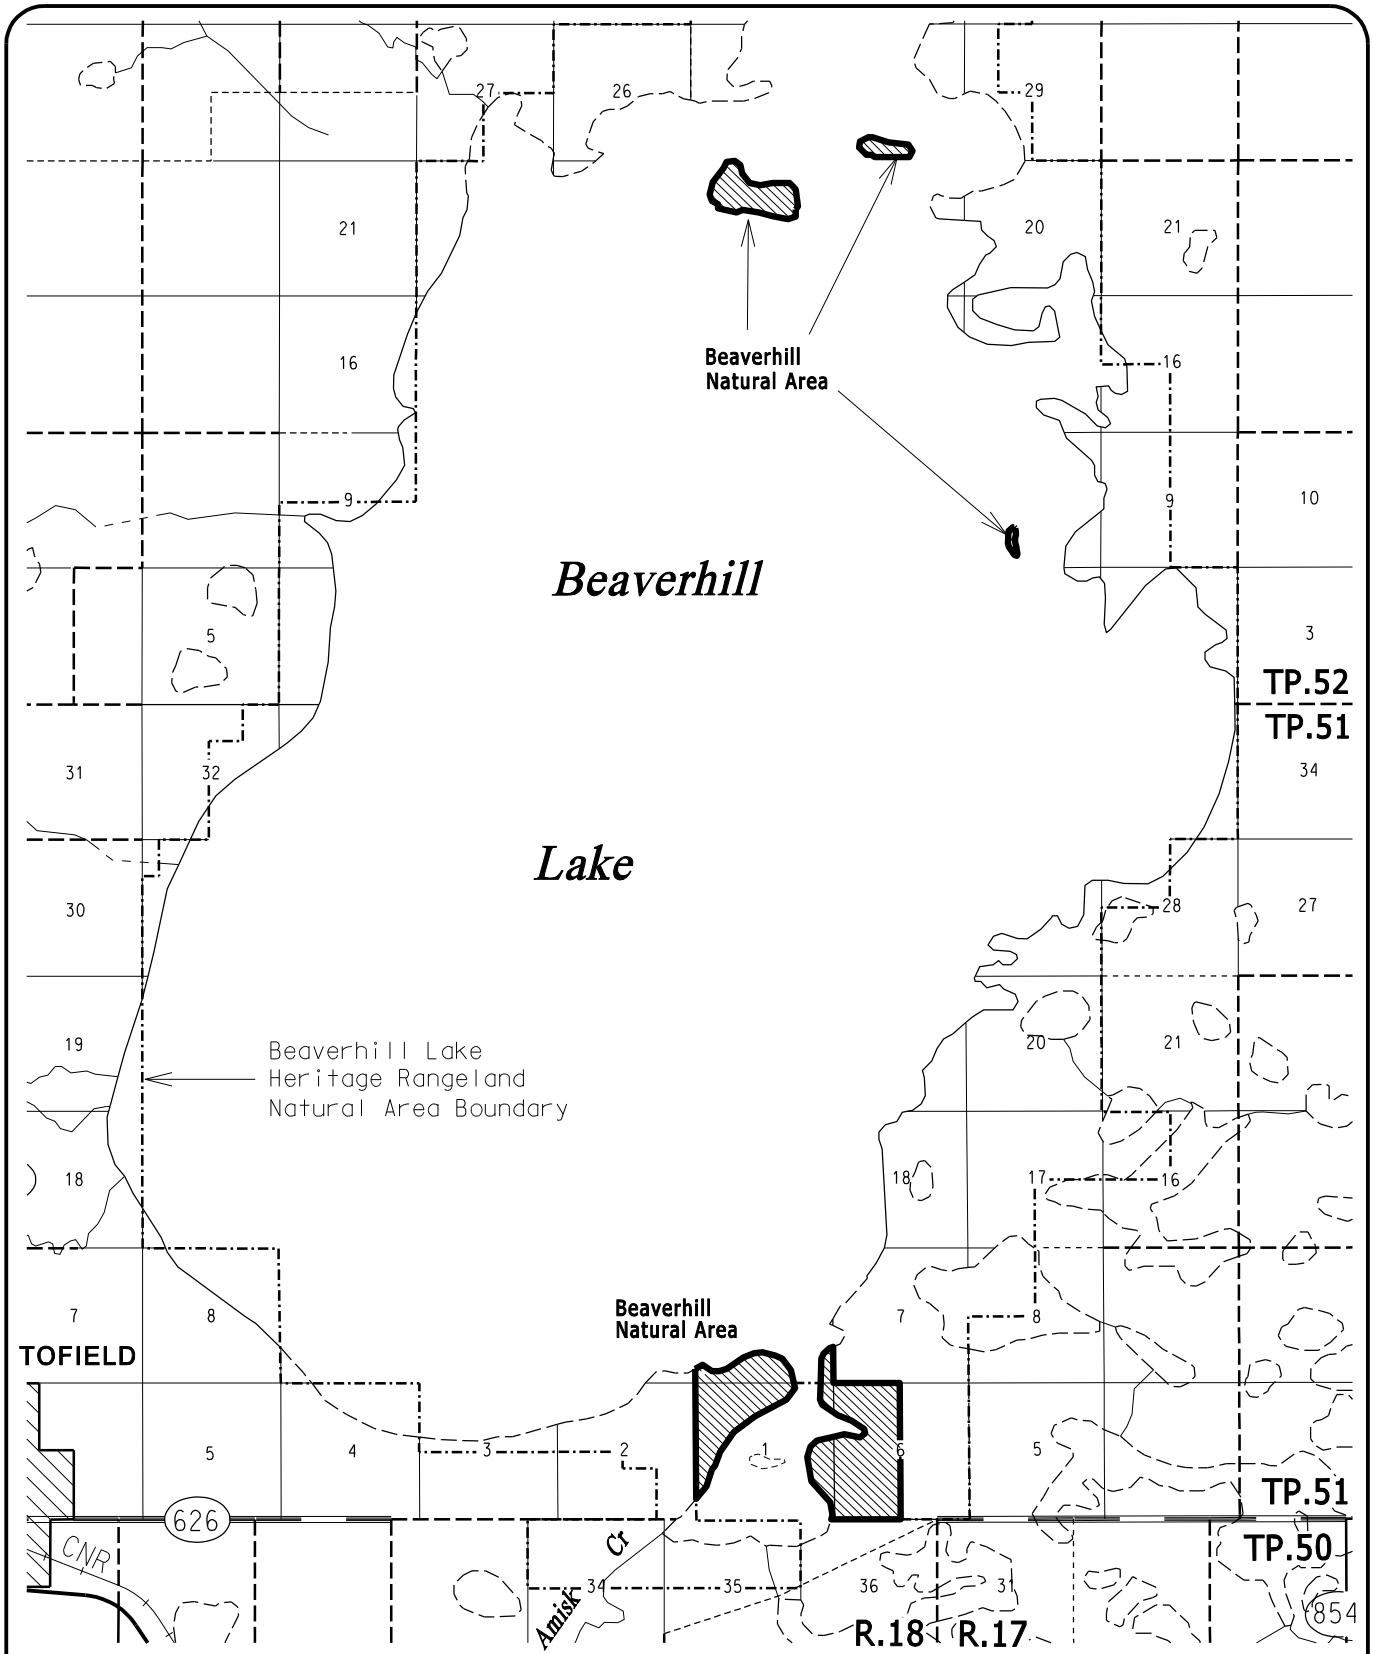 27
26
29
21
20
21
16
16
Beaverhill
Natural Area
9
9
10
Beaverhill
5
3
TP.52
TP.51
31
32
34
Lake
30
28
27
19
20
21
Beaverhill Lake
Heritage Rangeland
Natural Area Boundary
18
18
17
16
7
8
Beaverhill
Natural Area
7
8
TOFIELD
5
4
3
2
1
6
5
TP.51
626
TP.50
CNR
Amisk Cr
34
35
36
31
854
R.18
R.17